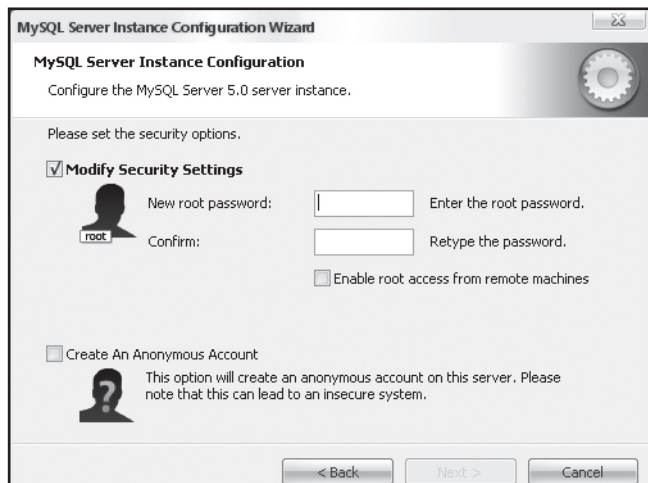 MySQL Server Instance Configuration Wizard
MySQL Server Instance Configuration
Configure the MySQL Server 5.0 server instance.
Please set the security options.
Modify Security Settings
root
New root password:
Enter the root password.
Confirm:
Retype the password.
Enable root access from remote machines
Create An Anonymous Account
?
This option will create an anonymous account on this server. Please
note that this can lead to an insecure system.
< Back
Next >
Cancel